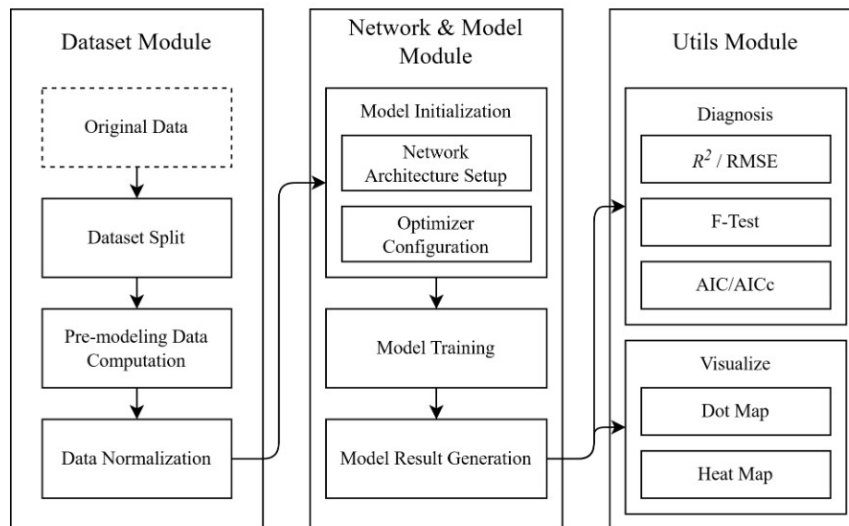 Dataset Module
Original Data
Dataset Split
Pre-modeling Data
Computation
Data Normalization
Network & Model
Module
Model Initialization
Network
Architecture Setup
Optimizer
Configuration
Model Training
Model Result Generation
Utils Module
Diagnosis
R² / RMSE
F-Test
AIC/AICc
Visualize
Dot Map
Heat Map